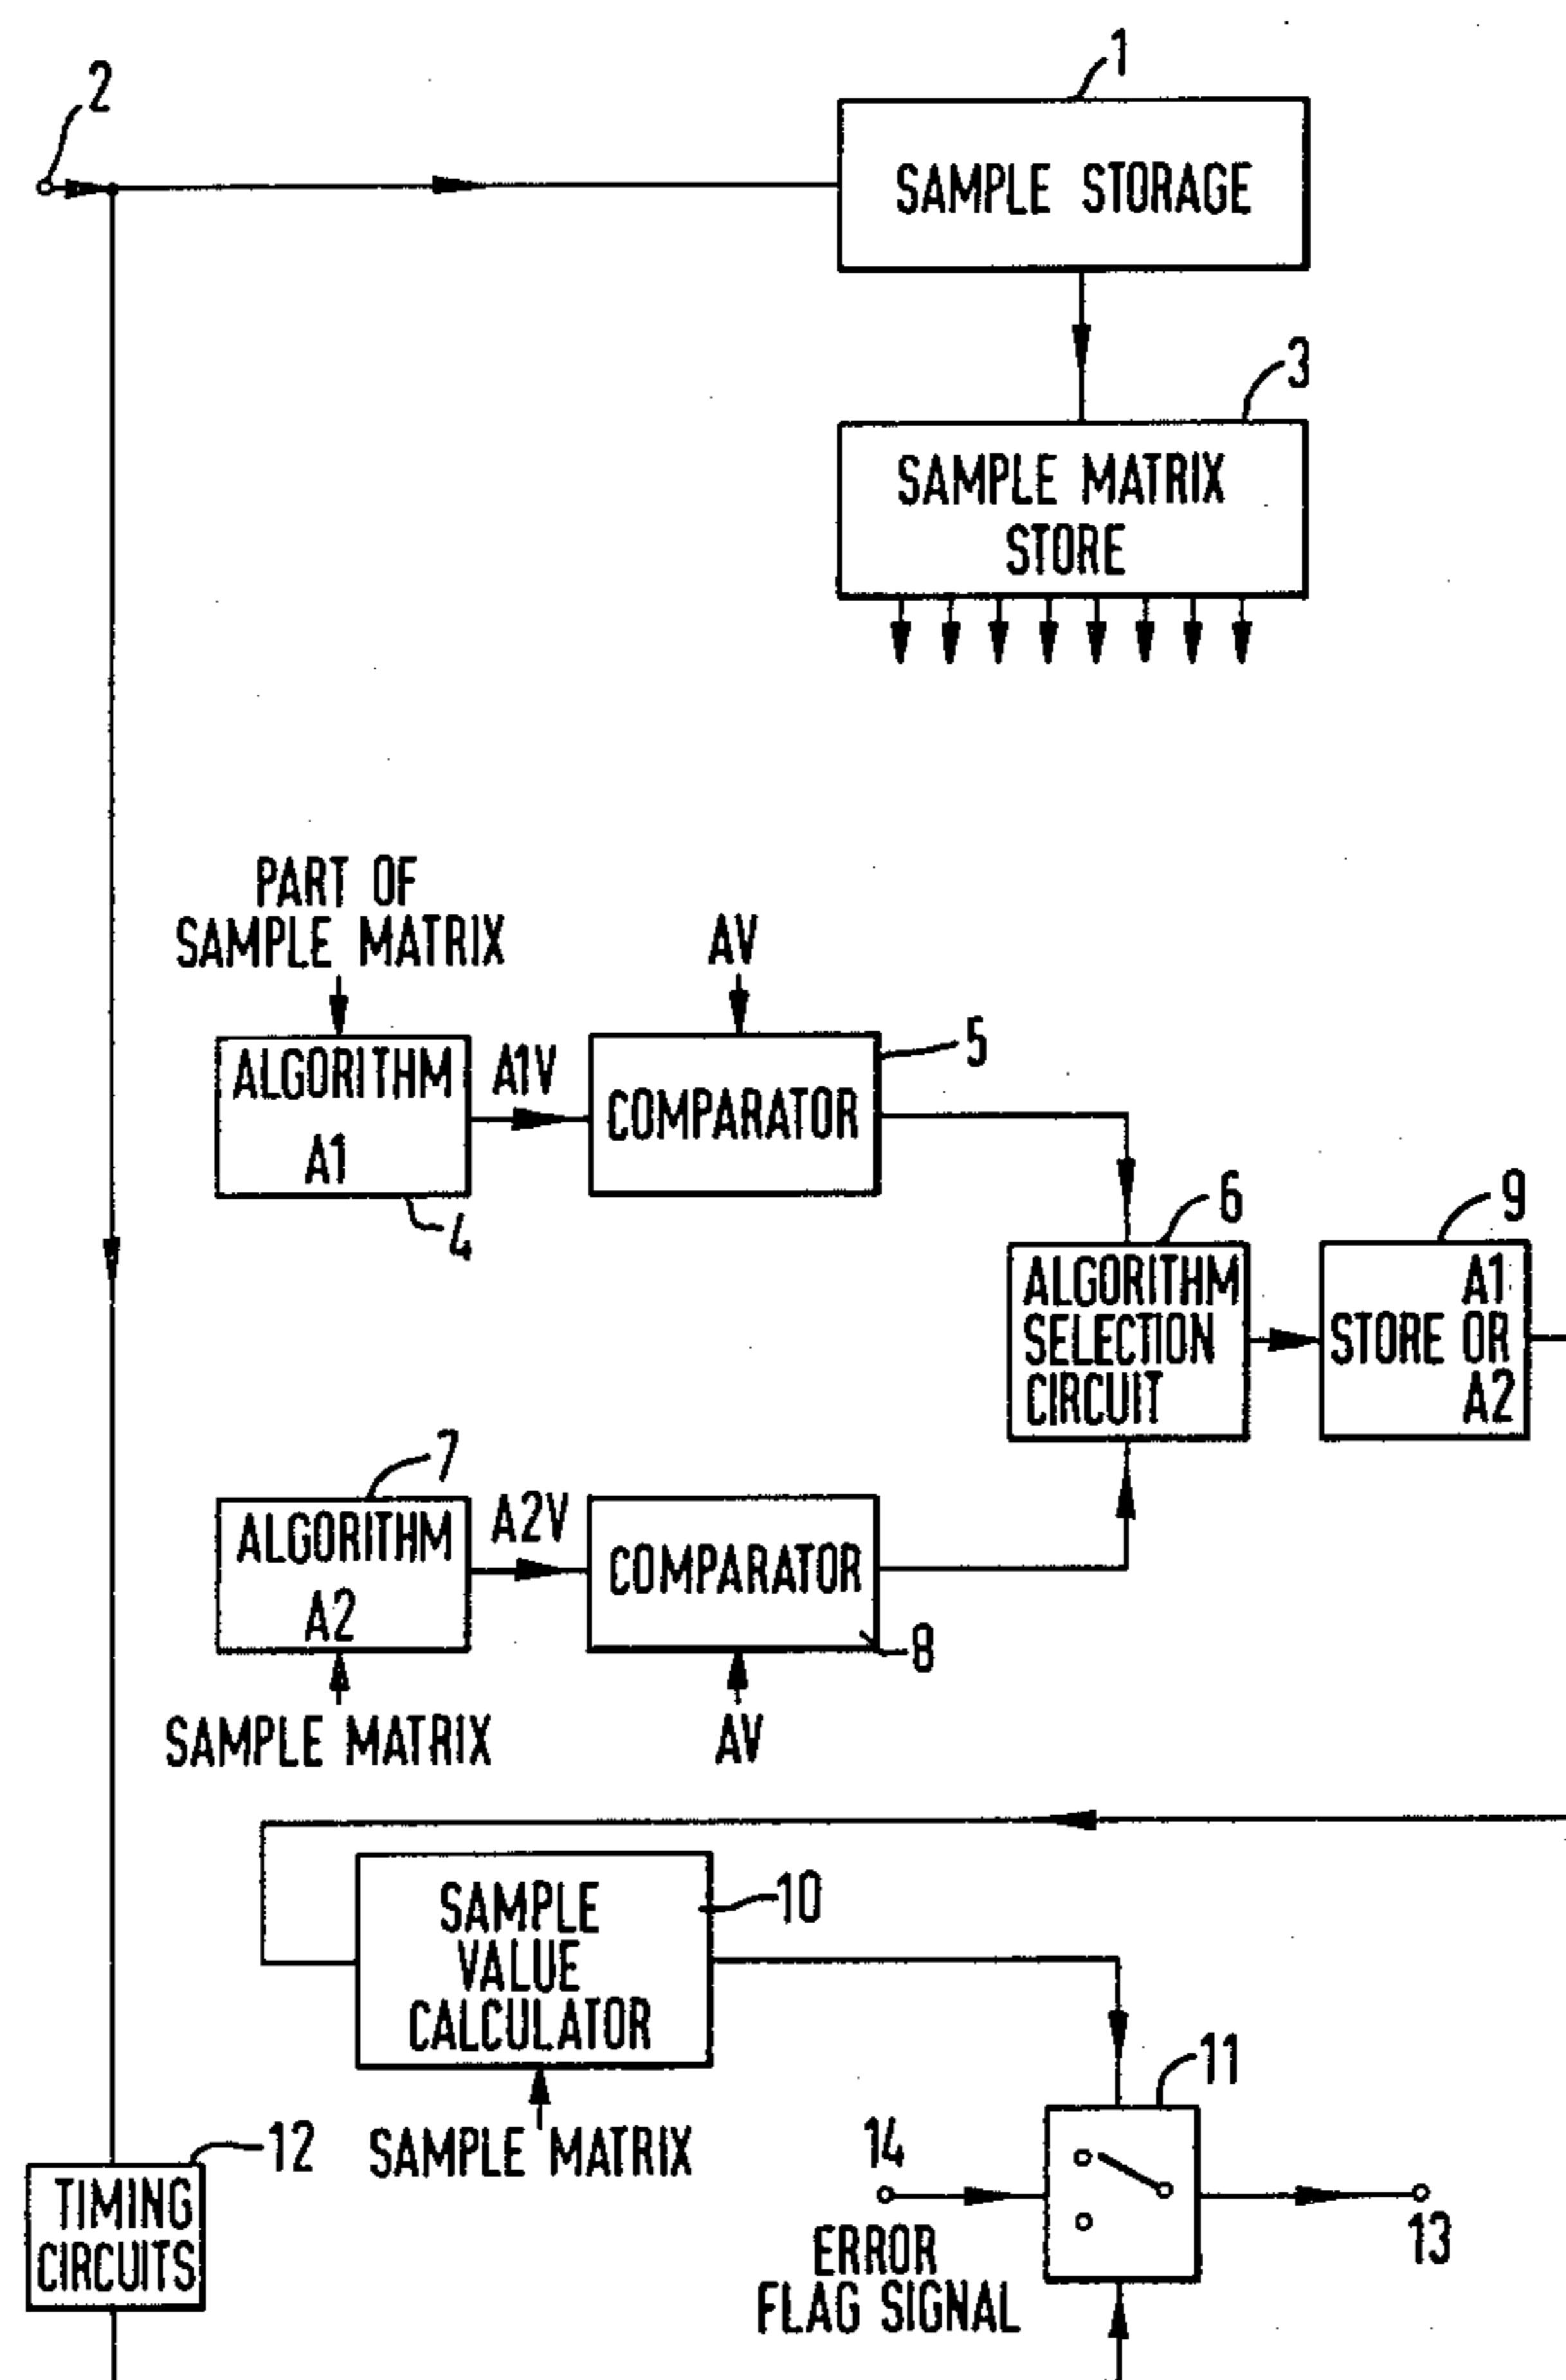 1
2
SAMPLE STORAGE
3
SAMPLE MATRIX
STORE
PART OF
SAMPLE MATRIX
AV
ALGORITHM
A1
4
A1V
COMPARATOR
5
6
ALGORITHM
SELECTION
CIRCUIT
9
A1
STORE OR
A2
7
ALGORITHM
A2
A2V
COMPARATOR
8
SAMPLE MATRIX
AV
SAMPLE
VALUE
CALCULATOR
10
SAMPLE MATRIX
11
12
TIMING
CIRCUITS
14
ERROR
FLAG SIGNAL
13